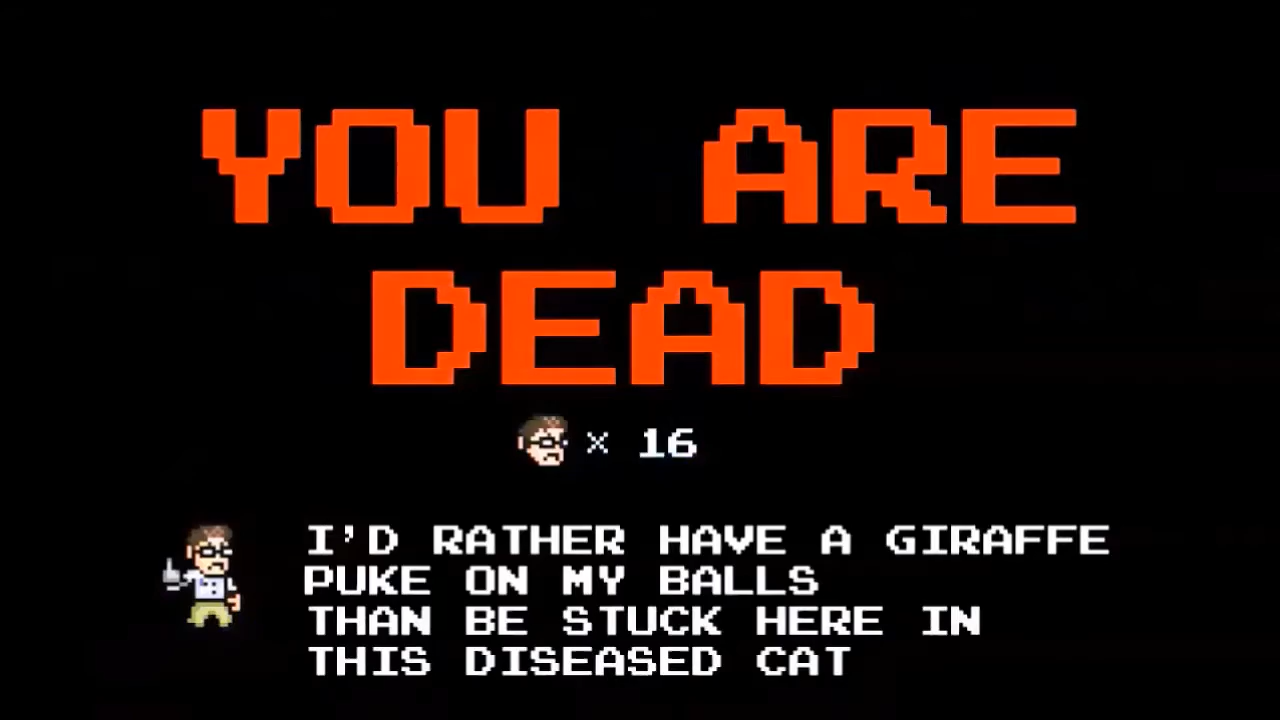 YOU ARE
DEAD
× 16
I'D RATHER HAVE A GIRAFFE
PUKE ON MY BALLS
THAN BE STUCK HERE IN
THIS DISEASED CAT